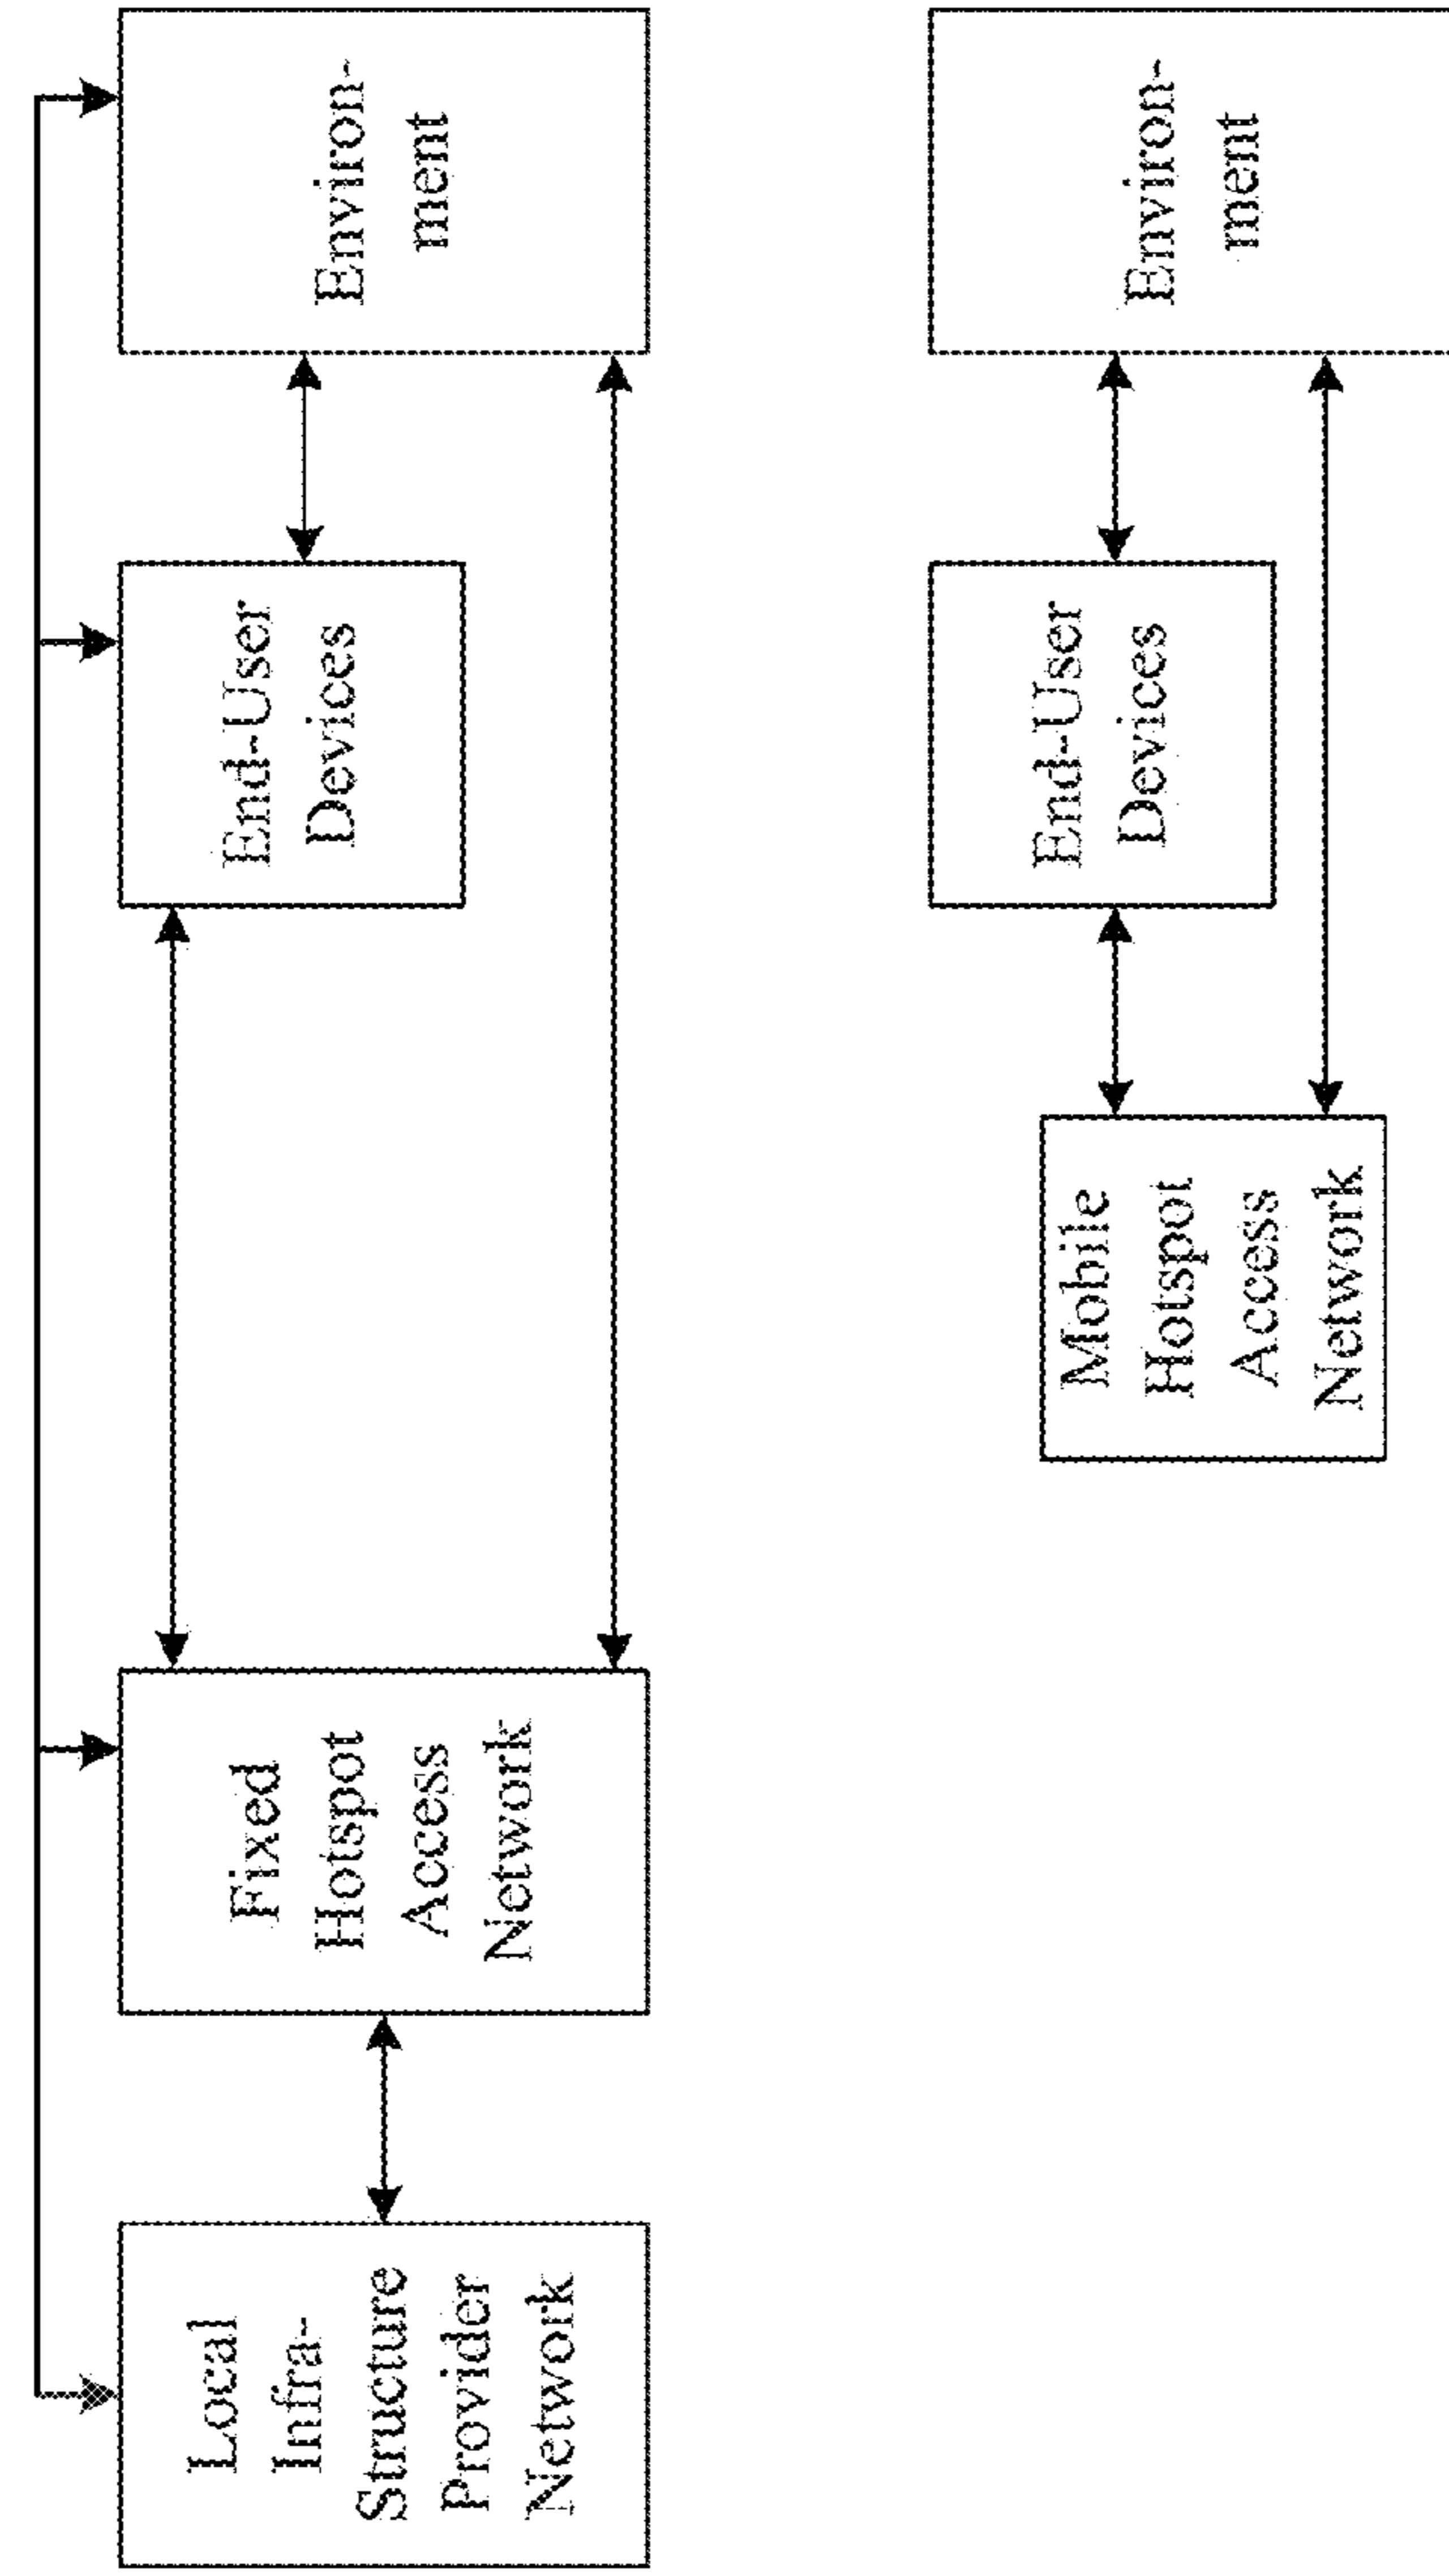 Local
Infra-
Structure
Provider
Network
Fixed
Hotspot
Access
Network
End-User
Devices
Environ-
ment
Mobile
Hotspot
Access
Network
End-User
Devices
Environ-
ment